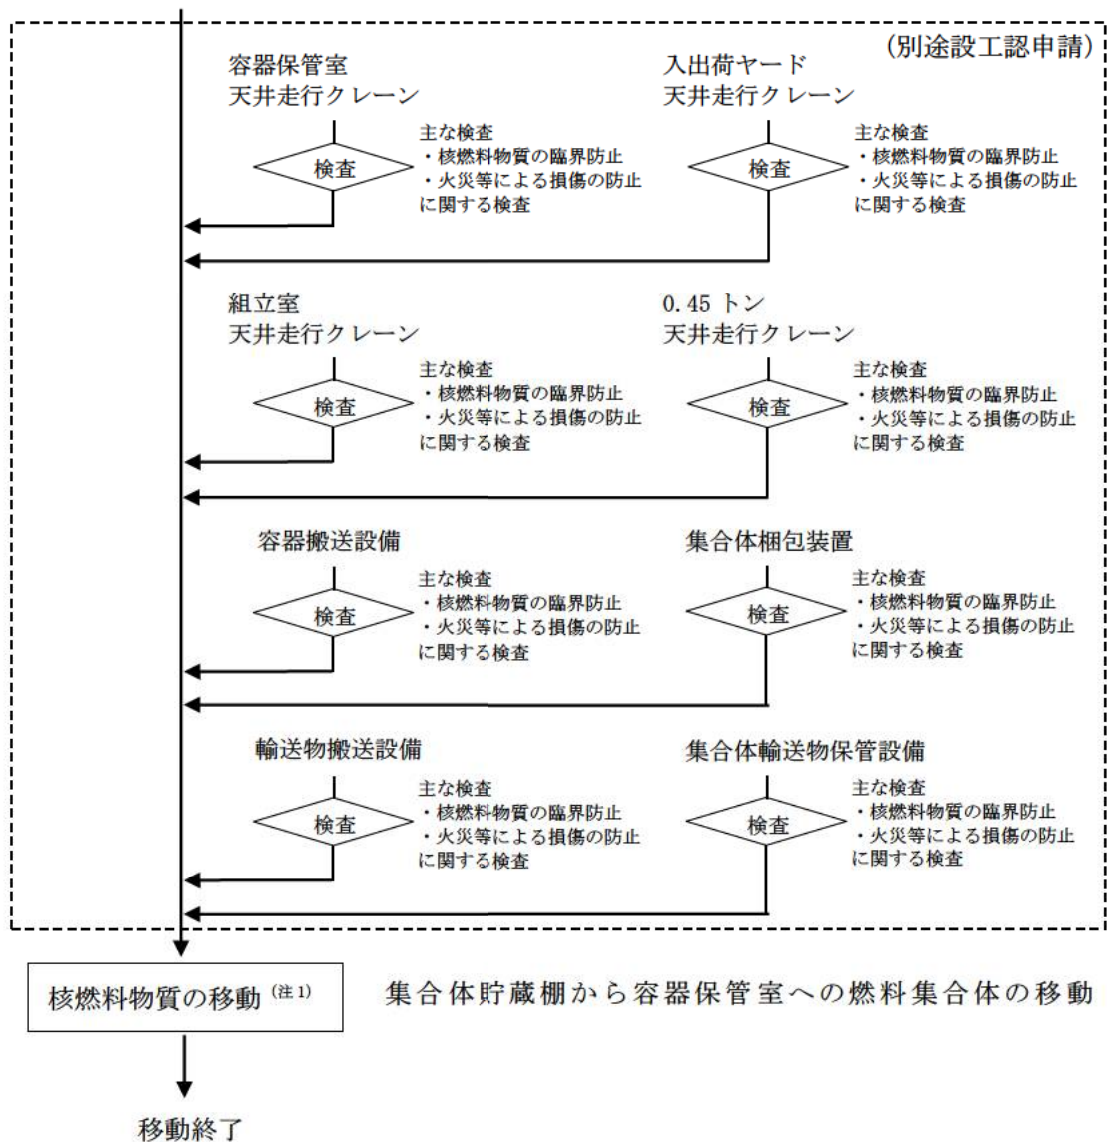 (別途設工認申請)
容器保管室
天井走行クレーン
検査
主な検査
・核燃料物質の臨界防止
・火災等による損傷の防止
に関する検査
入出荷ヤード
天井走行クレーン
検査
主な検査
・核燃料物質の臨界防止
・火災等による損傷の防止
に関する検査
組立室
天井走行クレーン
検査
主な検査
・核燃料物質の臨界防止
・火災等による損傷の防止
に関する検査
0.45 トン
天井走行クレーン
検査
主な検査
・核燃料物質の臨界防止
・火災等による損傷の防止
に関する検査
容器搬送設備
検査
主な検査
・核燃料物質の臨界防止
・火災等による損傷の防止
に関する検査
集合体梱包装置
検査
主な検査
・核燃料物質の臨界防止
・火災等による損傷の防止
に関する検査
輸送物搬送設備
検査
主な検査
・核燃料物質の臨界防止
・火災等による損傷の防止
に関する検査
集合体輸送物保管設備
検査
主な検査
・核燃料物質の臨界防止
・火災等による損傷の防止
に関する検査
核燃料物質の移動 (注1)
集合体貯蔵棚から容器保管室への燃料集合体の移動
移動終了